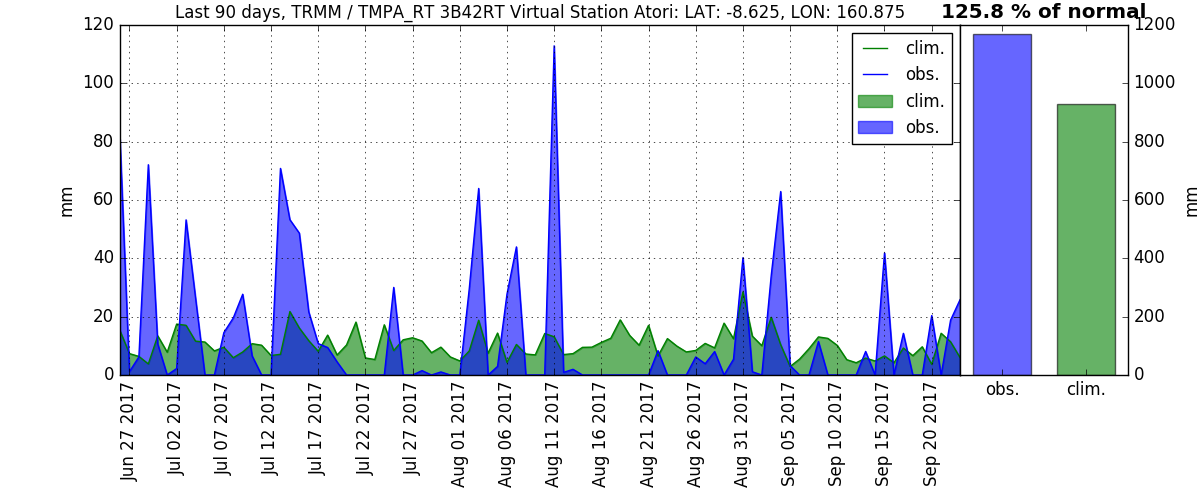 Last 90 days, TRMM / TMPA_RT 3B42RT Virtual Station Atori: LAT: -8.625, LON: 160.875
125.8 % of normal
120
100
80
60
40
20
0
mm
clim.
obs.
clim.
obs.
1200
1000
800
600
400
200
0
mm
Jun 27 2017
Jul 02 2017
Jul 07 2017
Jul 12 2017
Jul 17 2017
Jul 22 2017
Jul 27 2017
Aug 01 2017
Aug 06 2017
Aug 11 2017
Aug 16 2017
Aug 21 2017
Aug 26 2017
Aug 31 2017
Sep 05 2017
Sep 10 2017
Sep 15 2017
Sep 20 2017
obs.
clim.